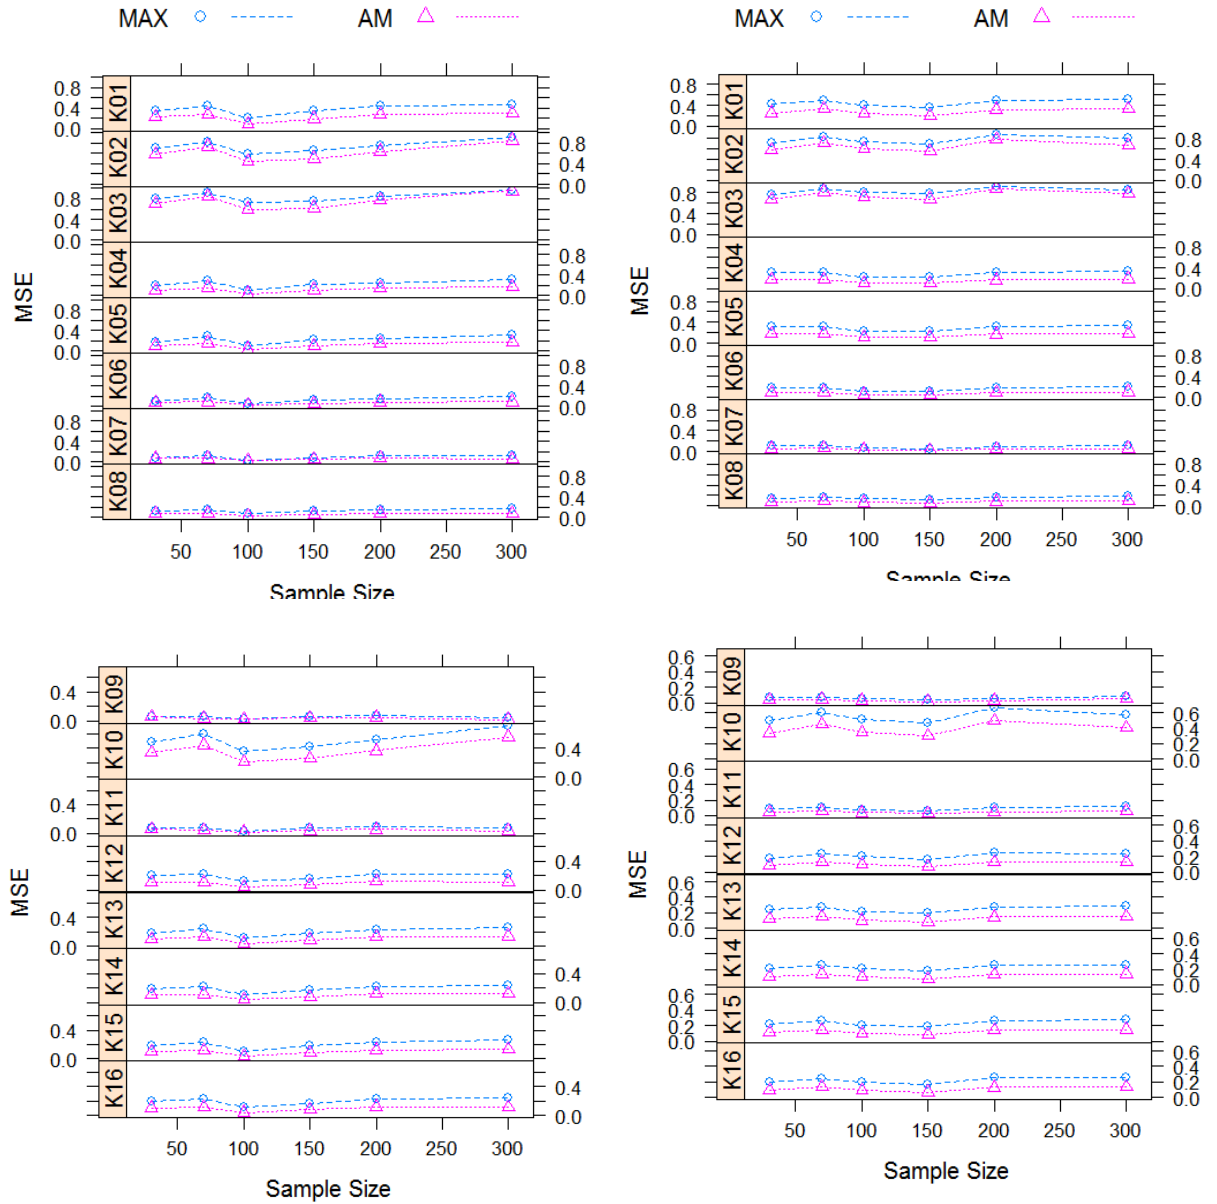 MAX AM
MSE
K01 0.8 0.4 0.0
K02 0.8 0.4 0.0
K03 0.8 0.4 0.0
K04 0.8 0.4 0.0
K05 0.8 0.4 0.0
K06 0.8 0.4 0.0
K07 0.8 0.4 0.0
K08 0.8 0.4 0.0
50 100 150 200 250 300
Sample Size
MAX AM
MSE
K01 0.8 0.4 0.0
K02 0.8 0.4 0.0
K03 0.8 0.4 0.0
K04 0.8 0.4 0.0
K05 0.8 0.4 0.0
K06 0.8 0.4 0.0
K07 0.8 0.4 0.0
K08 0.8 0.4 0.0
50 100 150 200 250 300
Sample Size
MSE
K09 0.4 0.0
K10 0.4 0.0
K11 0.4 0.0
K12 0.4 0.0
K13 0.4 0.0
K14 0.4 0.0
K15 0.4 0.0
K16 0.4 0.0
50 100 150 200 250 300
Sample Size
MSE
K09 0.6 0.4 0.2 0.0
K10 0.6 0.4 0.2 0.0
K11 0.6 0.4 0.2 0.0
K12 0.6 0.4 0.2 0.0
K13 0.6 0.4 0.2 0.0
K14 0.6 0.4 0.2 0.0
K15 0.6 0.4 0.2 0.0
K16 0.6 0.4 0.2 0.0
50 100 150 200 250 300
Sample Size